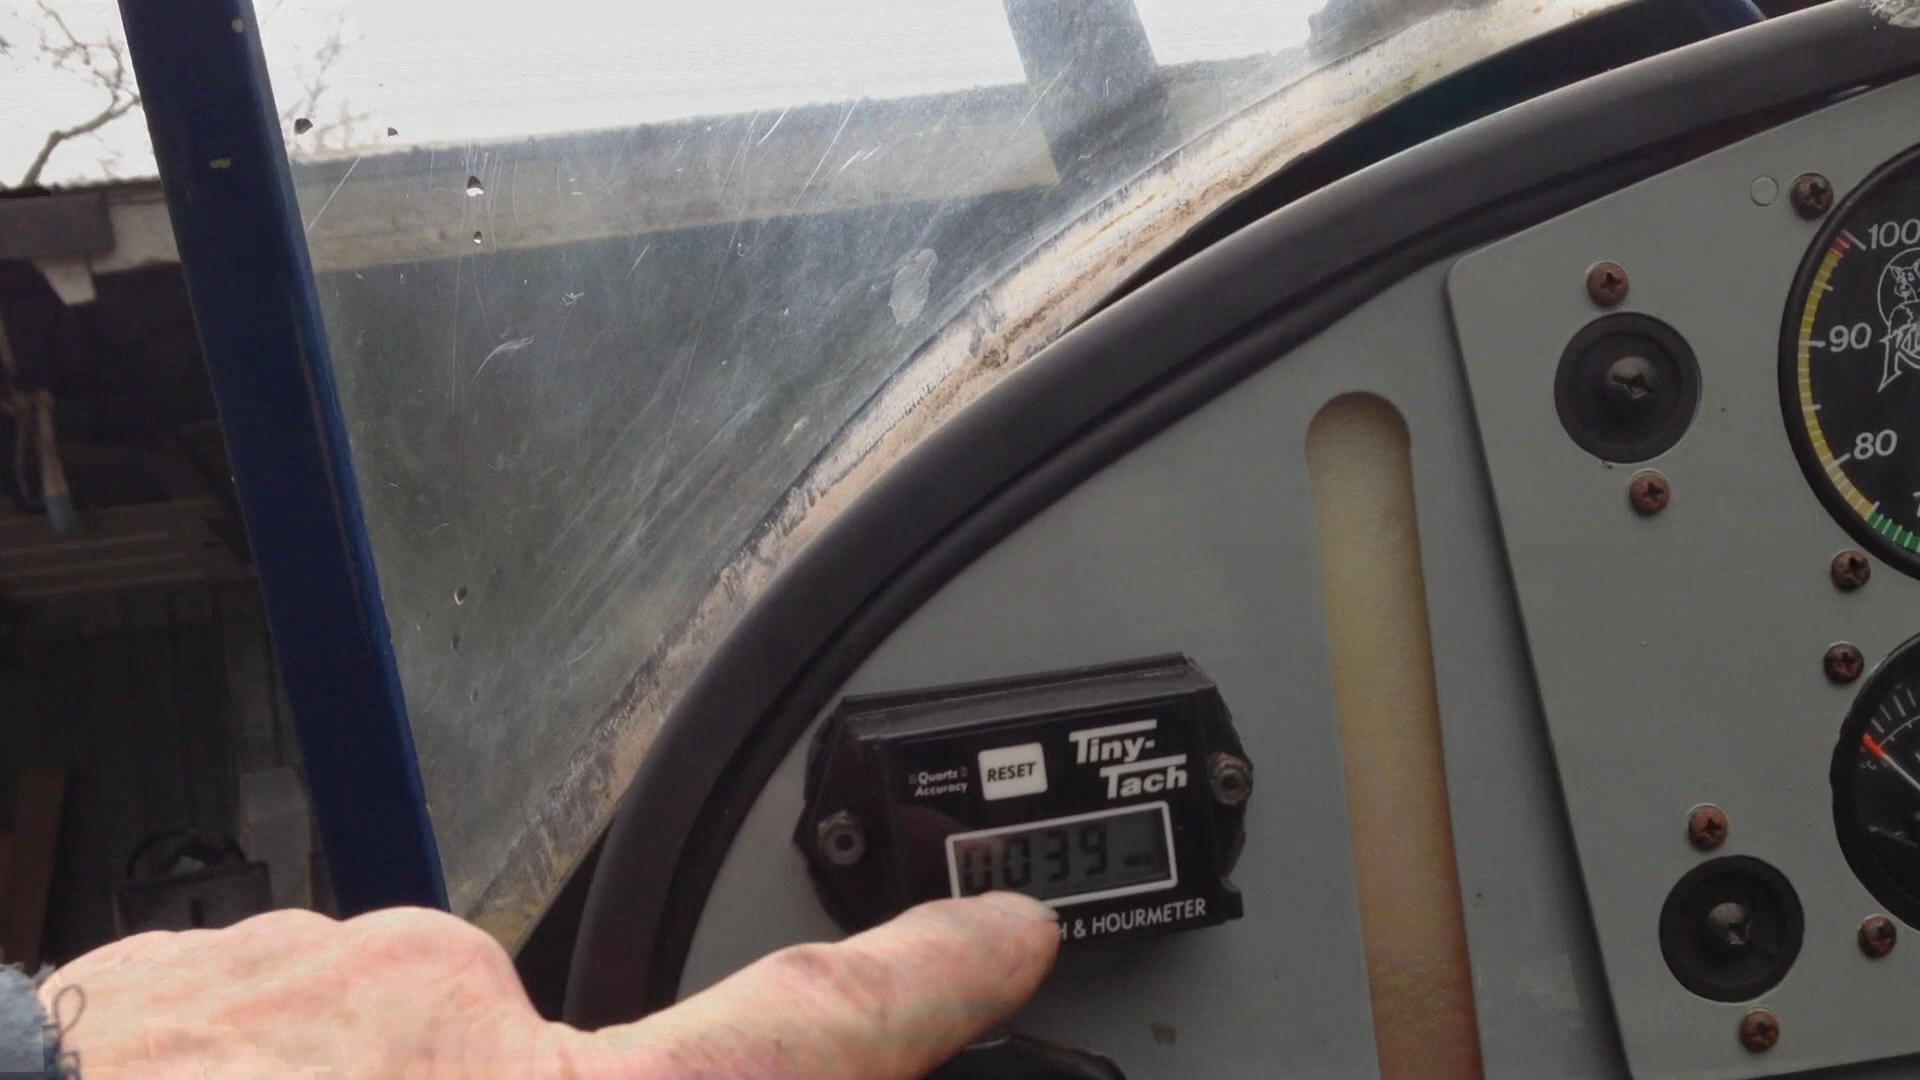 Quartz
Accuracy
RESET
Tiny-
Tach
0039
& HOURMETER
100
90
80